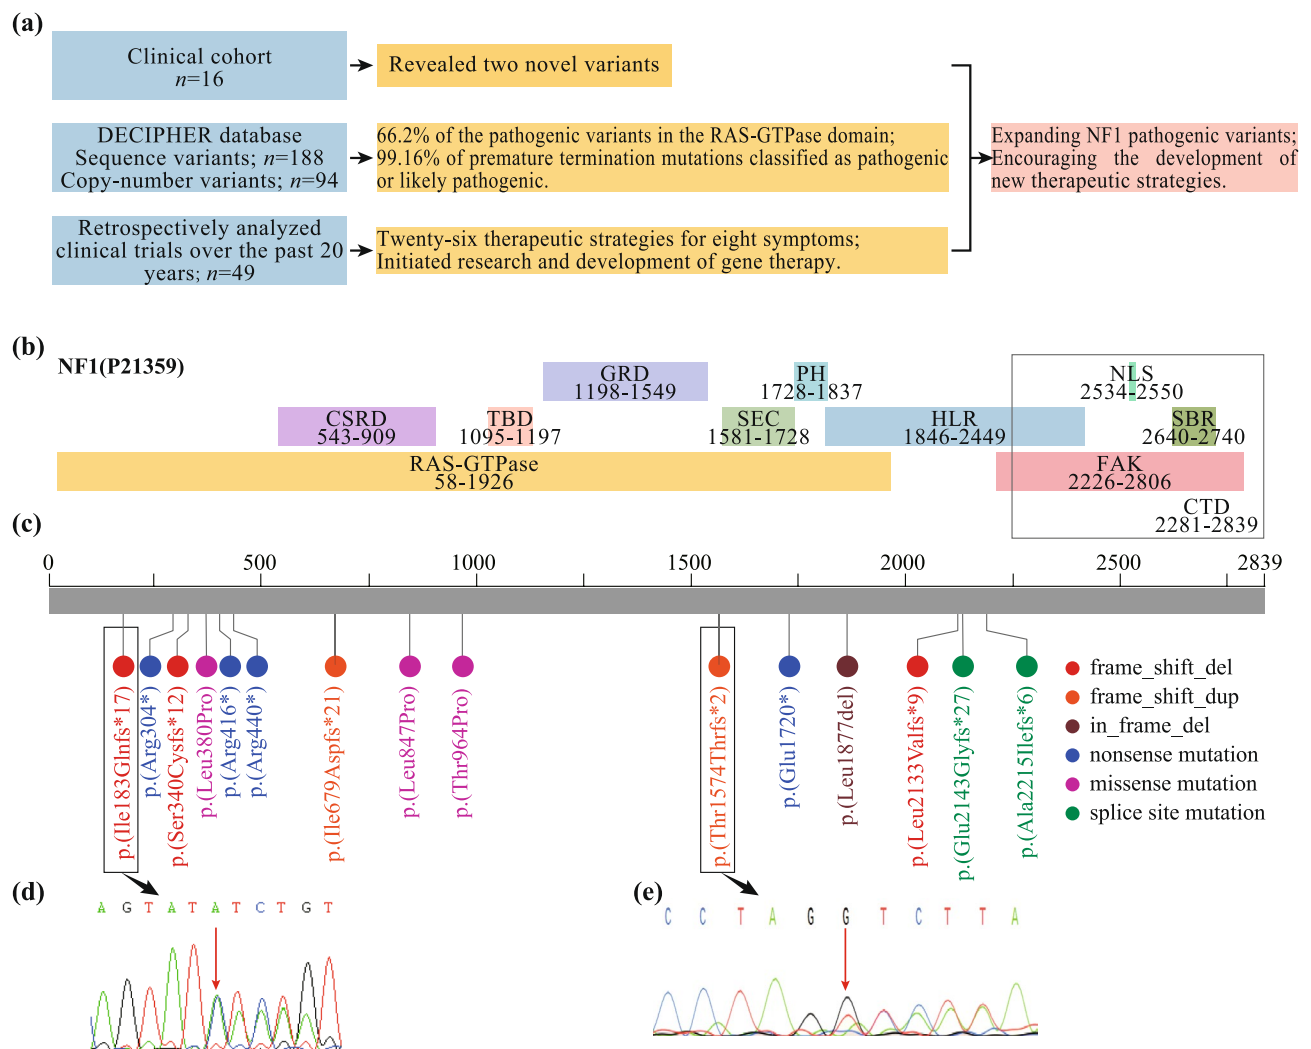 (a)
Clinical cohort
n=16
Revealed two novel variants
DECIPHER database
Sequence variants; n=188
Copy-number variants; n=94
66.2% of the pathogenic variants in the RAS-GTPase domain;
99.16% of premature termination mutations classified as pathogenic
or likely pathogenic.
Retrospectively analyzed
clinical trials over the past 20
years; n=49
Twenty-six therapeutic strategies for eight symptoms;
Initiated research and development of gene therapy.
Expanding NF1 pathogenic variants;
Encouraging the development of
new therapeutic strategies.
(b)
NF1(P21359)
GRD
1198-1549
PH
1728-1837
NLS
2534-2550
CSRD
543-909
TBD
1095-1197
SEC
1581-1728
HLR
1846-2449
SBR
2640-2740
RAS-GTPase
58-1926
FAK
2226-2806
CTD
2281-2839
(c)
0 500 1000 1500 2000 2500 2839
p.(Ile183Glnfs*17)
p.(Arg304*)
p.(Ser340Cysfs*12)
p.(Leu380Pro)
p.(Arg416*)
p.(Arg440*)
p.(Ile679Aspfs*21)
p.(Leu847Pro)
p.(Thr964Pro)
p.(Thr1574Thrfs*2)
p.(Glu1720*)
p.(Leu1877del)
p.(Leu2133Valfs*9)
p.(Glu2143Glyfs*27)
p.(Ala2215Ilefs*6)
frame_shift_del
frame_shift_dup
in_frame_del
nonsense mutation
missense mutation
splice site mutation
(d)
A G T A T A T C T G T
(e)
C C T A G G T C T T A